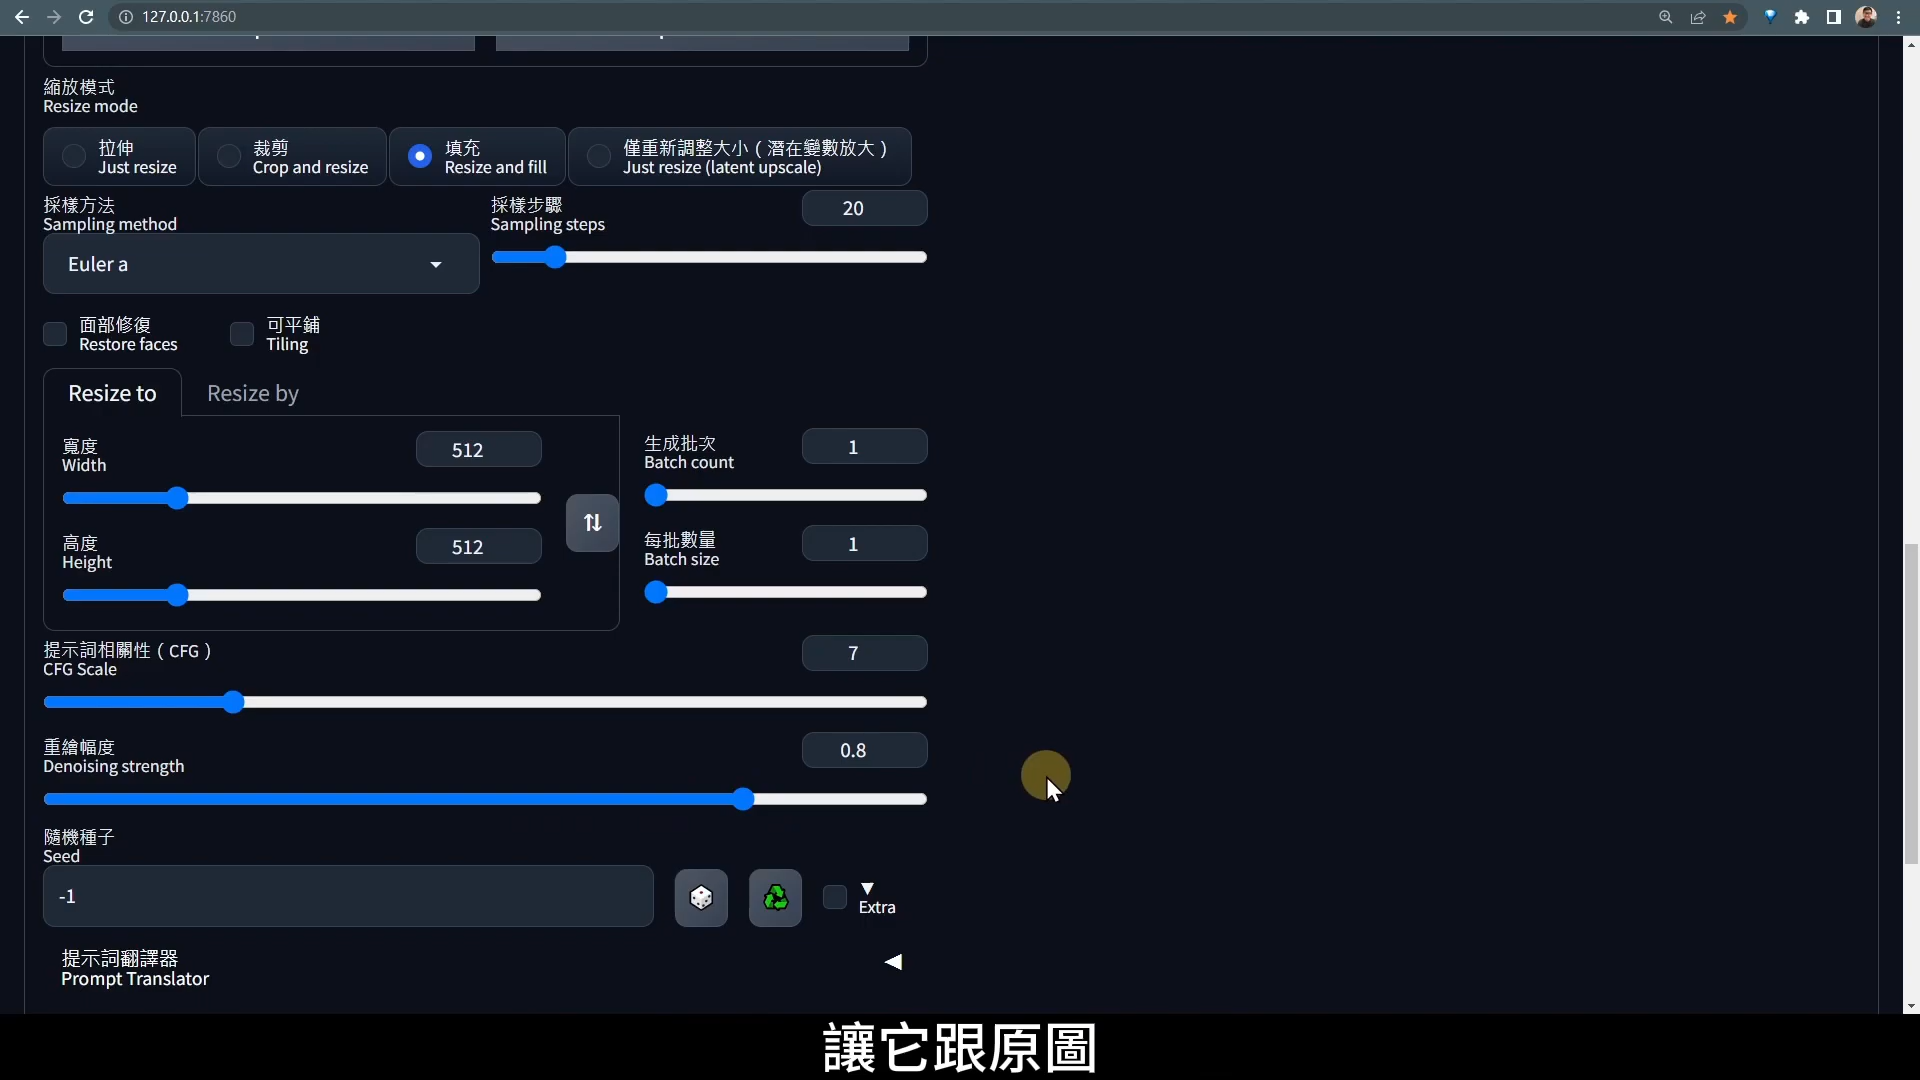 127.0.0.1:7860
縮放模式
Resize mode
拉伸
Just resize
裁剪
Crop and resize
填充
Resize and fill
僅重新調整大小（潛在變數放大）
Just resize (latent upscale)
採樣方法
Sampling method
Euler a
採樣步驟
Sampling steps
20
面部修復
Restore faces
可平鋪
Tiling
Resize to
Resize by
寬度
Width
512
高度
Height
512
生成批次
Batch count
1
每批數量
Batch size
1
提示詞相關性（CFG）
CFG Scale
7
重繪幅度
Denoising strength
0.8
隨機種子
Seed
-1
▼
Extra
提示詞翻譯器
Prompt Translator
讓它跟原圖